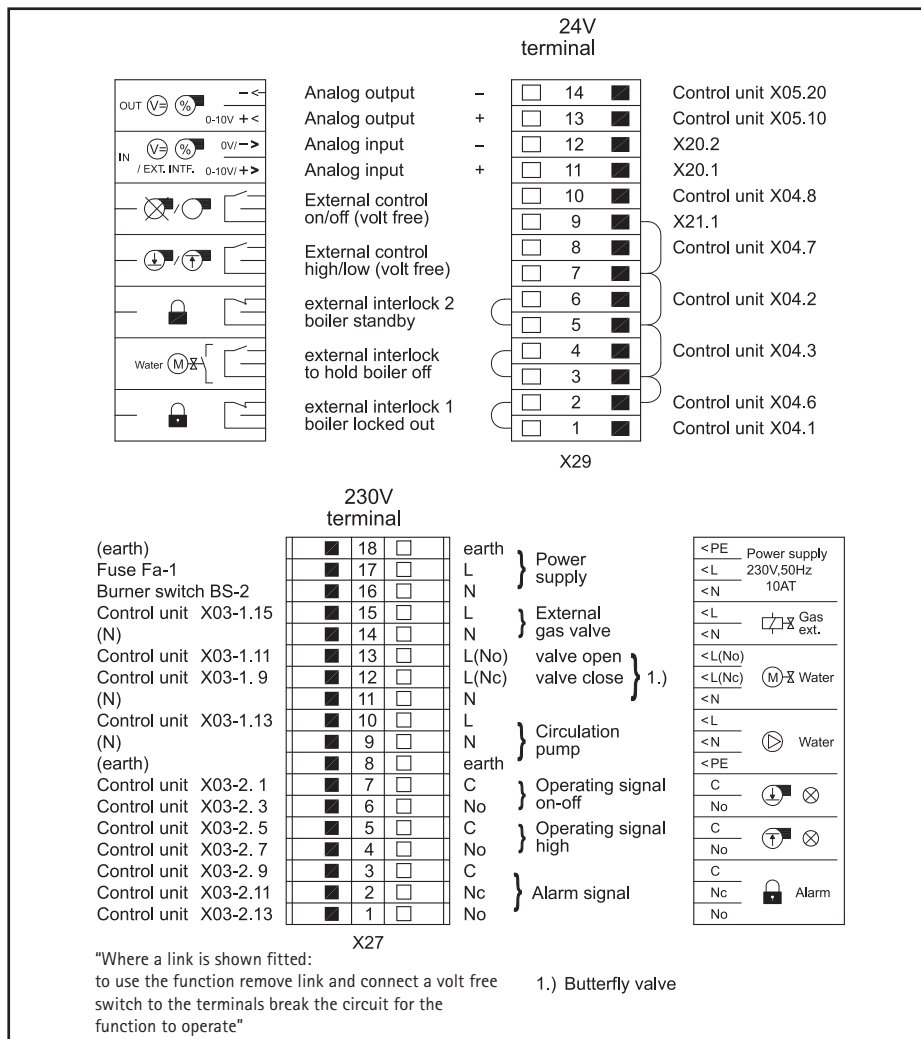 24V
terminal
OUT V= % – <
0-10V + <
IN V= % 0V/ – >
/ EXT. INTF. 0-10V/ + >
/
/
Water M
Analog output – 14 Control unit X05.20
Analog output + 13 Control unit X05.10
Analog input – 12 X20.2
Analog input + 11 X20.1
External control 10 Control unit X04.8
on/off (volt free) 9 X21.1
External control 8 Control unit X04.7
high/low (volt free) 7
external interlock 2 6 Control unit X04.2
boiler standby 5
external interlock 4 Control unit X04.3
to hold boiler off 3
external interlock 1 2 Control unit X04.6
boiler locked out 1 Control unit X04.1
X29
230V
terminal
(earth) 18 earth
Fuse Fa-1 17 L
Burner switch BS-2 16 N
Power
supply
Control unit X03-1.15 15 L
(N) 14 N
External
gas valve
Control unit X03-1.11 13 L(No) valve open
Control unit X03-1. 9 12 L(Nc) valve close
(N) 11 N
1.)
Control unit X03-1.13 10 L
(N) 9 N
(earth) 8 earth
Circulation
pump
Control unit X03-2. 1 7 C
Control unit X03-2. 3 6 No
Operating signal
on-off
Control unit X03-2. 5 5 C
Control unit X03-2. 7 4 No
Operating signal
high
Control unit X03-2. 9 3 C
Control unit X03-2.11 2 Nc
Control unit X03-2.13 1 No
Alarm signal
X27
<PE
<L
<N
Power supply
230V,50Hz
10AT
<L
<N
Gas
ext.
<L(No)
<L(Nc) M Water
<N
<L
<N Water
<PE
C
No
C
No
C
Nc Alarm
No
"Where a link is shown fitted:
to use the function remove link and connect a volt free
switch to the terminals break the circuit for the
function to operate"
1.) Butterfly valve